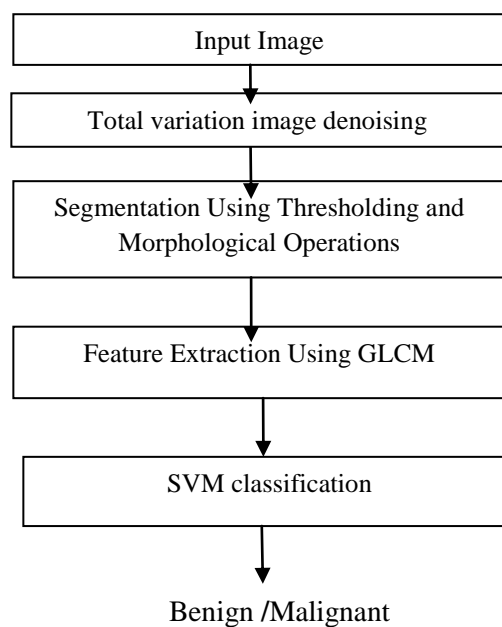 Input Image
Total variation image denoising
Segmentation Using Thresholding and
Morphological Operations
Feature Extraction Using GLCM
SVM classification
Benign /Malignant